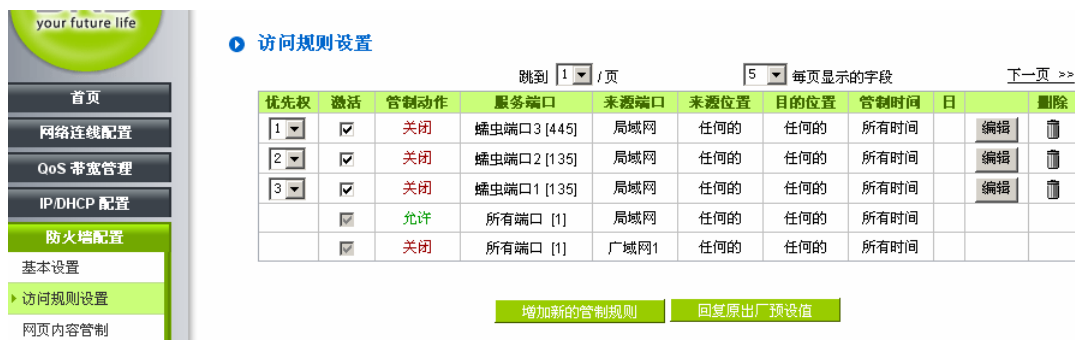 your future life
访问规则设置
跳到 1 / 页 5 每页显示的字段 下一页 >>
优先权 激活 管制动作 服务端口 来源端口 来源位置 目的位置 管制时间 日 删除
1 关闭 蠕虫端口3 [445] 局域网 任何的 任何的 所有时间 编辑
2 关闭 蠕虫端口2 [135] 局域网 任何的 任何的 所有时间 编辑
3 关闭 蠕虫端口1 [135] 局域网 任何的 任何的 所有时间 编辑
允许 所有端口 [1] 局域网 任何的 任何的 所有时间
关闭 所有端口 [1] 广域网1 任何的 任何的 所有时间
增加新的管制规则 回复原出厂预设值
首页
网络连线配置
QoS 带宽管理
IP/DHCP 配置
防火墙配置
基本设置
访问规则设置
网页内容管制